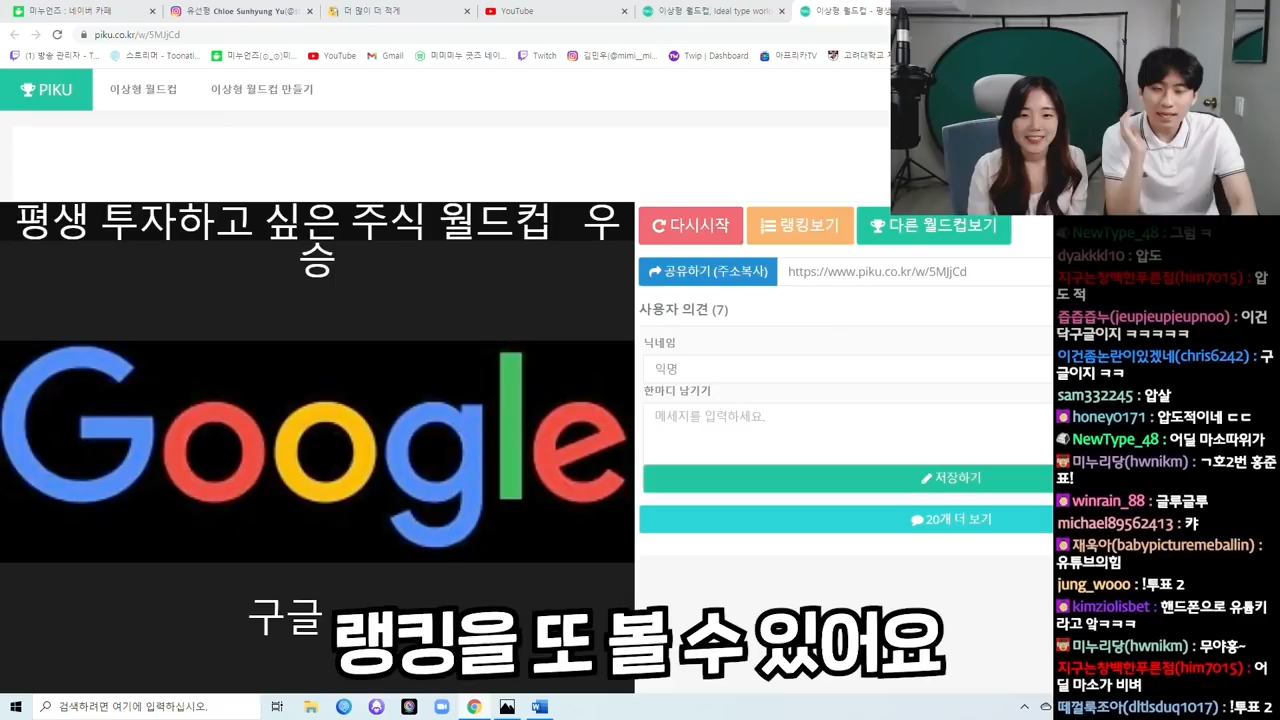 미누언즈 : 네이버 카페
유선형 Chloe Sunhyung Yu(@s
더 많이 더 적게
YouTube
이상형 월드컵, Ideal type worl
이상형 월드컵 - 평생
piku.co.kr/w/5MJjCd
(1) 방송 관리자 - T...
스트리머 - Toon:계...
미누언즈(ʘ_ʘ)미...
YouTube
Gmail
미미미누 굿즈 네이...
Twitch
김민우(@mimi__mi...
Twip | Dashboard
아프리카TV
고려대학교
PIKU
이상형 월드컵
이상형 월드컵 만들기
평생 투자하고 싶은 주식 월드컵 우
승
Google
구글
다시시작
랭킹보기
다른 월드컵보기
공유하기 (주소복사)
https://www.piku.co.kr/w/5MJjCd
사용자 의견 (7)
닉네임
익명
한마디 남기기
메세지를 입력하세요.
저장하기
20개 더 보기
NewType_48 : 그럼 ㅋ
dyakkkl10 : 압도
지구는창백한푸른점(him7015) : 압
도 적
즙즙즙누(jeupjeupjeupnoo) : 이건
닥구글이지 ㅋㅋㅋㅋㅋ
이건좀논란이있겠네(chris6242) : 구
글이지 ㅋㅋ
sam332245 : 압살
honey0171 : 압도적이네 ㄷㄷ
NewType_48 : 어딜 마소따위가
미누리당(hwnikm) : ㄱ호2번 홍준
표!
winrain_88 : 글루글루
michael89562413 : 캬
재욱아(babypicturemeballin) :
유튜브의힘
jung_wooo : !투표 2
kimziolisbet : 핸드폰으로 유튭키
라고 앜ㅋㅋㅋ
미누리당(hwnikm) : 무야홍~
지구는창백한푸른점(him7015) : 어
딜 마소가 비벼
떼껄룩조아(dltlsduq1017) : !투표 2
랭킹을 또 볼 수 있어요
검색하려면 여기에 입력하십시오.